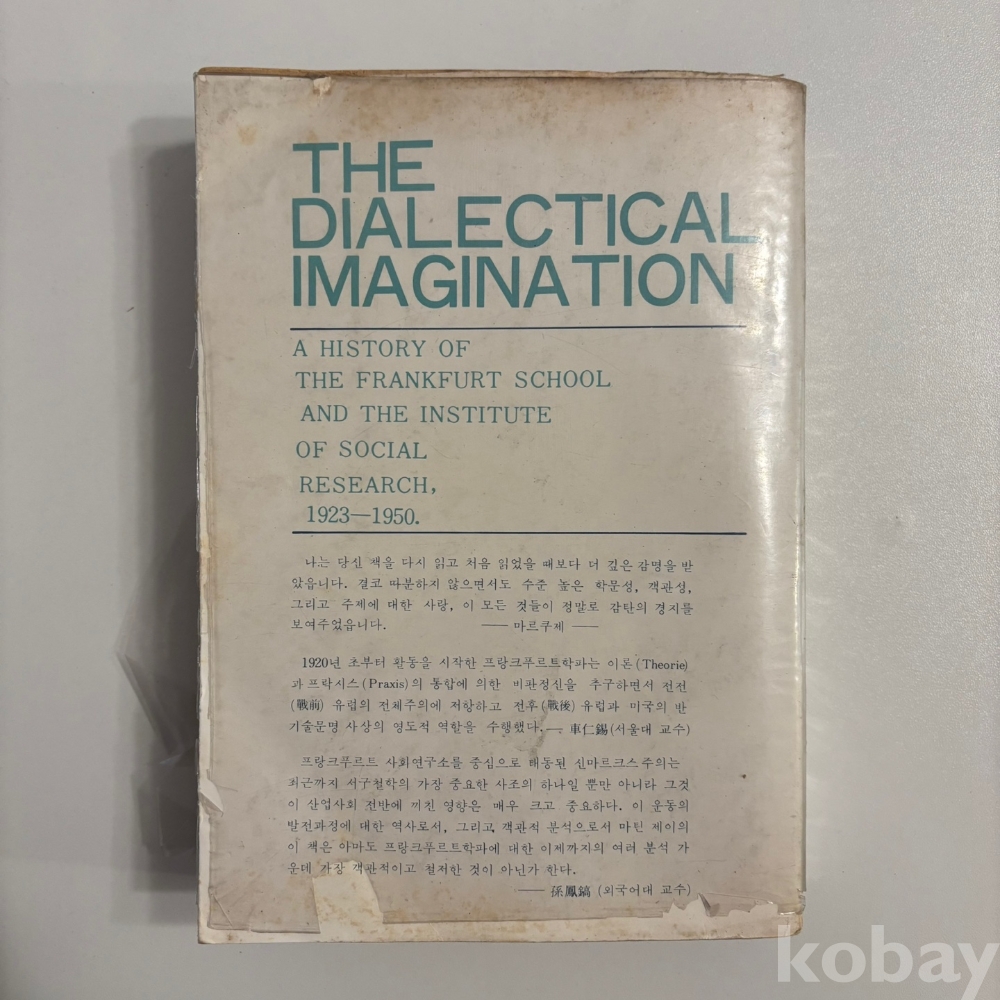 THE
DIALECTICAL
IMAGINATION
A HISTORY OF
THE FRANKFURT SCHOOL
AND THE INSTITUTE
OF SOCIAL
RESEARCH,
1923—1950.
나는 당신 책을 다시 읽고 처음 읽었을 때보다 더 깊은 감명을 받
았읍니다. 결코 따분하지 않으면서도 수준 높은 학문성, 객관성,
그리고 주제에 대한 사랑, 이 모든 것들이 정말로 감탄의 경지를
보여주었읍니다. —— 마르쿠제 ——
1920년 초부터 활동을 시작한 프랑크푸르트학파는 이론(Theorie)
과 프락시스(Praxis)의 통합에 의한 비판정신을 추구하면서 전전
(戰前) 유럽의 전체주의에 저항하고 전후(戰後) 유럽과 미국의 반
기술문명 사상의 영도적 역할을 수행했다. —— 車仁錫(서울대 교수)
프랑크푸르트 사회연구소를 중심으로 태동된 신마르크스주의는
최근까지 서구철학의 가장 중요한 사조의 하나일 뿐만 아니라 그것
이 산업사회 전반에 끼친 영향은 매우 크고 중요하다. 이 운동의
발전과정에 대한 역사로서, 그리고 객관적 분석으로서 마틴 제이의
이 책은 아마도 프랑크푸르트학파에 대한 이제까지의 여러 분석 가
운데 가장 객관적이고 철저한 것이 아닌가 한다.
—— 孫鳳鎬 (외국어대 교수)
kobay